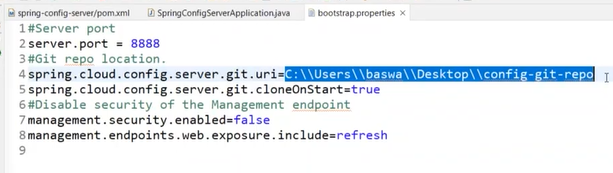 spring-config-server/pom.xml SpringConfigServerApplication.java bootstrap.properties
1 #Server port
2 server.port = 8888
3 #Git repo location.
4 spring.cloud.config.server.git.uri=C:\\Users\\baswa\\Desktop\\config-git-repo
5 spring.cloud.config.server.git.cloneOnStart=true
6 #Disable security of the Management endpoint
7 management.security.enabled=false
8 management.endpoints.web.exposure.include=refresh
9